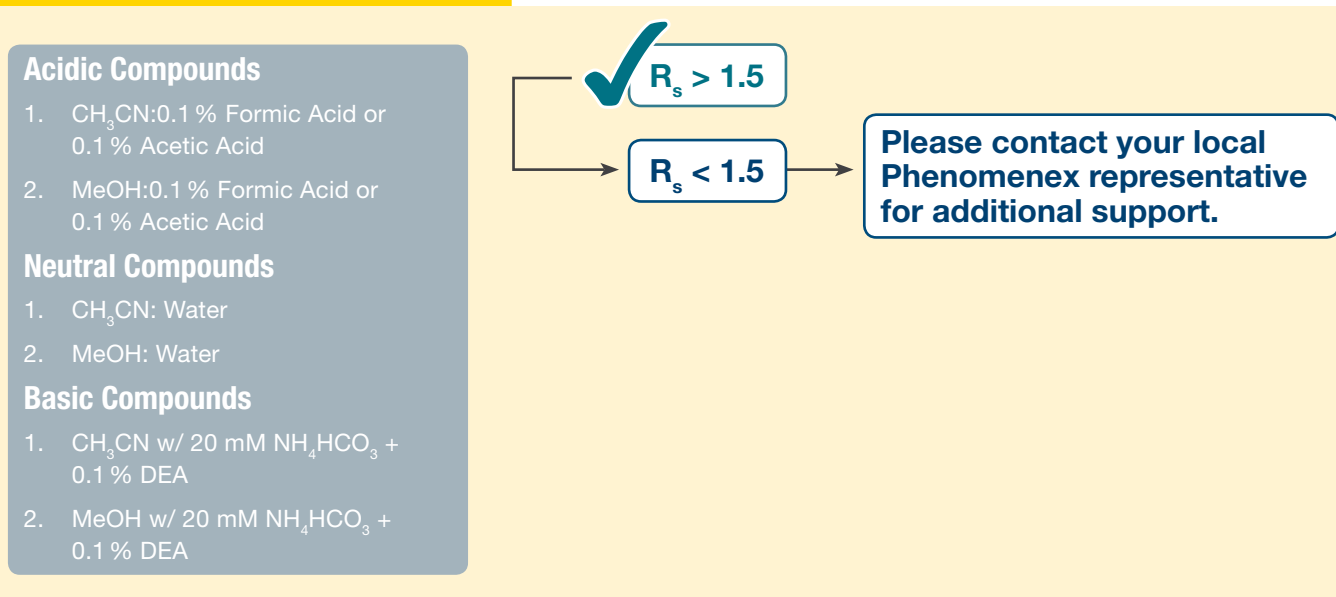 Acidic Compounds
1. CH₃CN:0.1 % Formic Acid or
0.1 % Acetic Acid
2. MeOH:0.1 % Formic Acid or
0.1 % Acetic Acid
Neutral Compounds
1. CH₃CN: Water
2. MeOH: Water
Basic Compounds
1. CH₃CN w/ 20 mM NH₄HCO₃ +
0.1 % DEA
2. MeOH w/ 20 mM NH₄HCO₃ +
0.1 % DEA
Rₛ > 1.5
Rₛ < 1.5
Please contact your local
Phenomenex representative
for additional support.